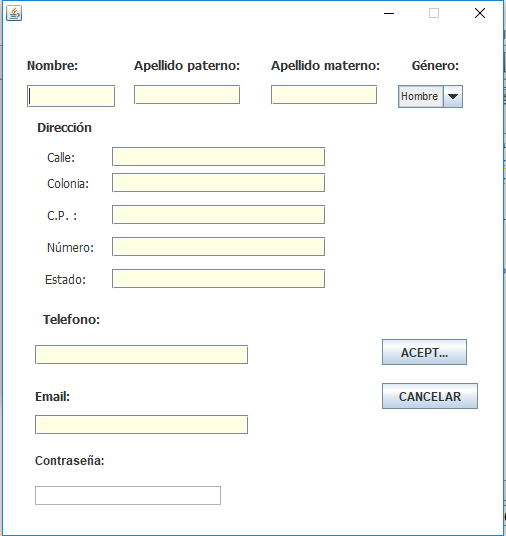 Nombre: Apellido paterno: Apellido materno: Género:
Hombre
Dirección
Calle:
Colonia:
C.P. :
Número:
Estado:
Telefono:
ACEPT...
Email:
CANCELAR
Contraseña: